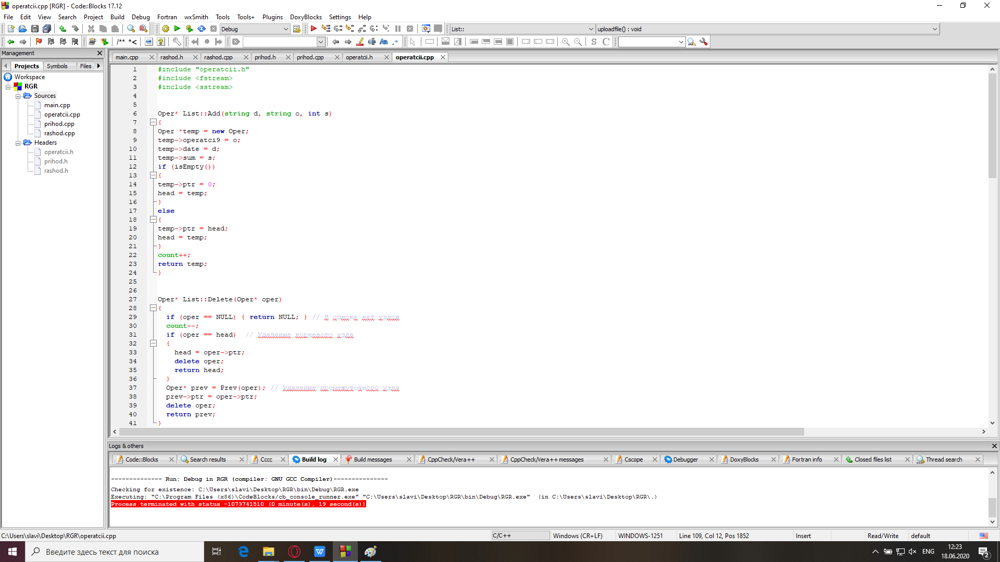 operatcii.cpp [RGR] - Code::Blocks 17.12
File Edit View Search Project Build Debug Fortran wxSmith Tools Tools+ Plugins DoxyBlocks Settings Help
Debug List:: uploadfile() : void
/** *< Aa .* S C
Management
main.cpp rashod.h rashod.cpp prihod.h prihod.cpp operatcii.h operatcii.cpp
Projects Symbols Files
Workspace
RGR
Sources
main.cpp
operatcii.cpp
prihod.cpp
rashod.cpp
Headers
operatcii.h
prihod.h
rashod.h
1 #include "operatcii.h"
2 #include <fstream>
3 #include <sstream>
4
5
6 Oper* List::Add(string d, string o, int s)
7 {
8 Oper *temp = new Oper;
9 temp->operatci9 = o;
10 temp->date = d;
11 temp->sum = s;
12 if (isEmpty())
13 {
14 temp->ptr = 0;
15 head = temp;
16 }
17 else
18 {
19 temp->ptr = head;
20 head = temp;
21 }
22 count++;
23 return temp;
24 }
25
26
27 Oper* List::Delete(Oper* oper)
28 {
29 if (oper == NULL) { return NULL; } // В списке нет узлов
30 count--;
31 if (oper == head) // Удаление корневого узла
32 {
33 head = oper->ptr;
34 delete oper;
35 return head;
36 }
37 Oper* prev = Prev(oper); // Удаление промежуточного узла
38 prev->ptr = oper->ptr;
39 delete oper;
40 return prev;
41 }
Logs & others
Code::Blocks Search results Cccc Build log Build messages CppCheck/Vera++ CppCheck/Vera++ messages Cscope Debugger DoxyBlocks Fortran info Closed files list Thread search
-------------- Run: Debug in RGR (compiler: GNU GCC Compiler)---------------
Checking for existence: C:\Users\slavi\Desktop\RGR\bin\Debug\RGR.exe
Executing: "C:\Program Files (x86)\CodeBlocks/cb_console_runner.exe" "C:\Users\slavi\Desktop\RGR\bin\Debug\RGR.exe" (in C:\Users\slavi\Desktop\RGR\.)
Process terminated with status -1073741510 (0 minute(s), 19 second(s))
C:\Users\slavi\Desktop\RGR\operatcii.cpp C/C++ Windows (CR+LF) WINDOWS-1251 Line 109, Col 12, Pos 1852 Insert Read/Write default
Введите здесь текст для поиска ENG 12:23
18.06.2020 2